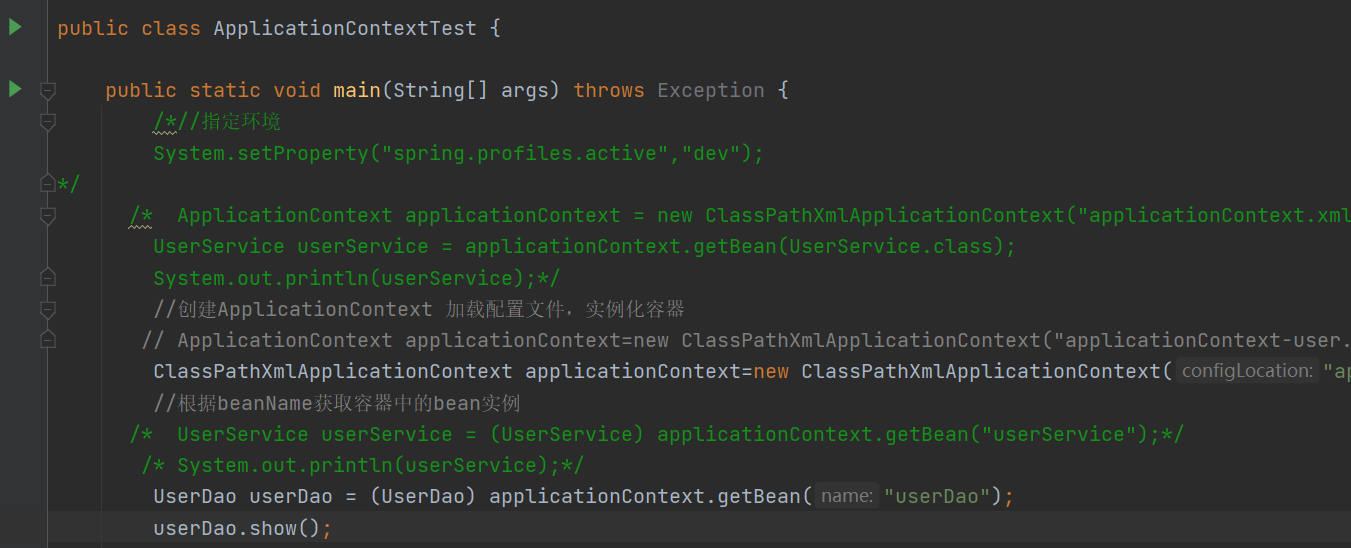 public class ApplicationContextTest {
public static void main(String[] args) throws Exception {
/*//指定环境
System.setProperty("spring.profiles.active","dev");
*/
/*  ApplicationContext applicationContext = new ClassPathXmlApplicationContext("applicationContext.xml
UserService userService = applicationContext.getBean(UserService.class);
System.out.println(userService);*/
//创建ApplicationContext 加载配置文件，实例化容器
// ApplicationContext applicationContext=new ClassPathXmlApplicationContext("applicationContext-user.
ClassPathXmlApplicationContext applicationContext=new ClassPathXmlApplicationContext( configLocation: "ap
//根据beanName获取容器中的bean实例
/*  UserService userService = (UserService) applicationContext.getBean("userService");*/
/* System.out.println(userService);*/
UserDao userDao = (UserDao) applicationContext.getBean( name: "userDao");
userDao.show();